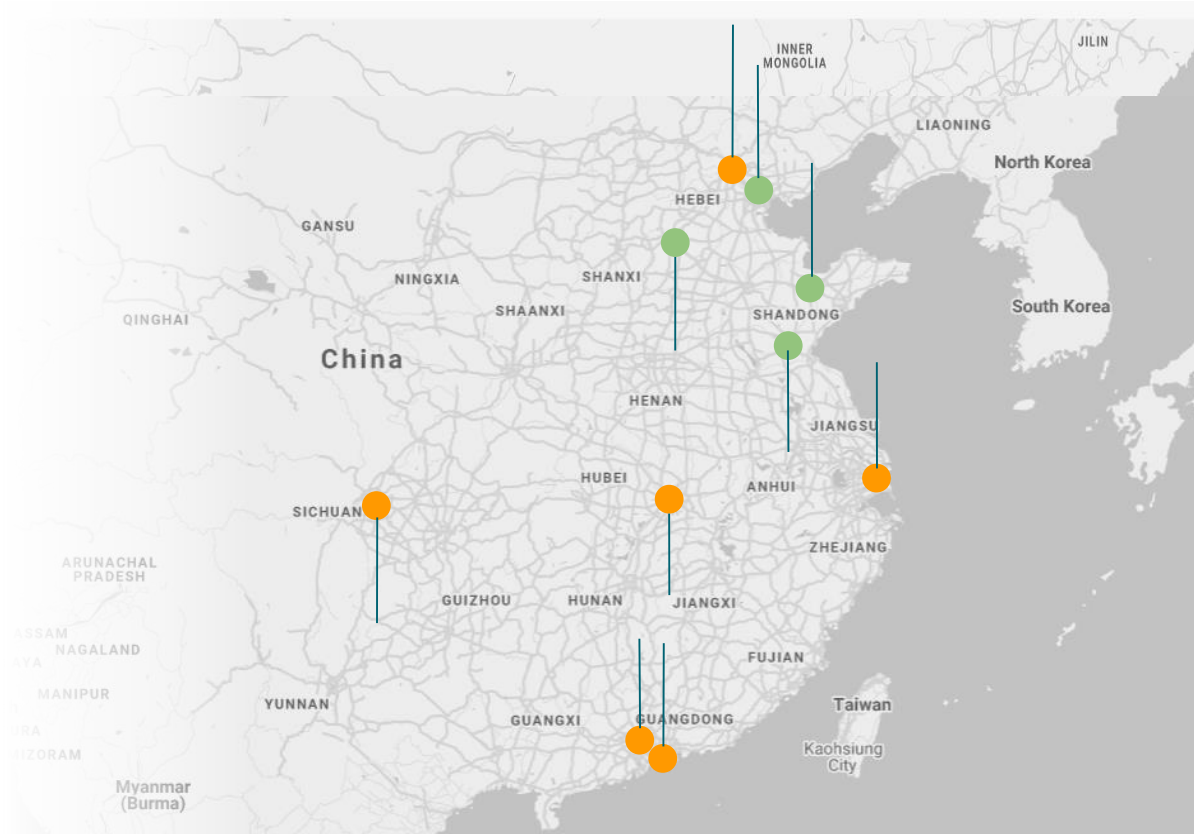 INNER
MONGOLIA
JILIN
LIAONING
North Korea
HEBEI
GANSU
NINGXIA
SHANXI
SHAANXI
SHANDONG
South Korea
QINGHAI
China
HENAN
JIANGSU
HUBEI
ANHUI
SICHUAN
ZHEJIANG
ARUNACHAL
PRADESH
GUIZHOU
HUNAN
JIANGXI
ASSAM
NAGALAND
FUJIAN
MANIPUR
YUNNAN
Taiwan
GUANGXI
GUANGDONG
Kaohsiung
City
Myanmar
(Burma)